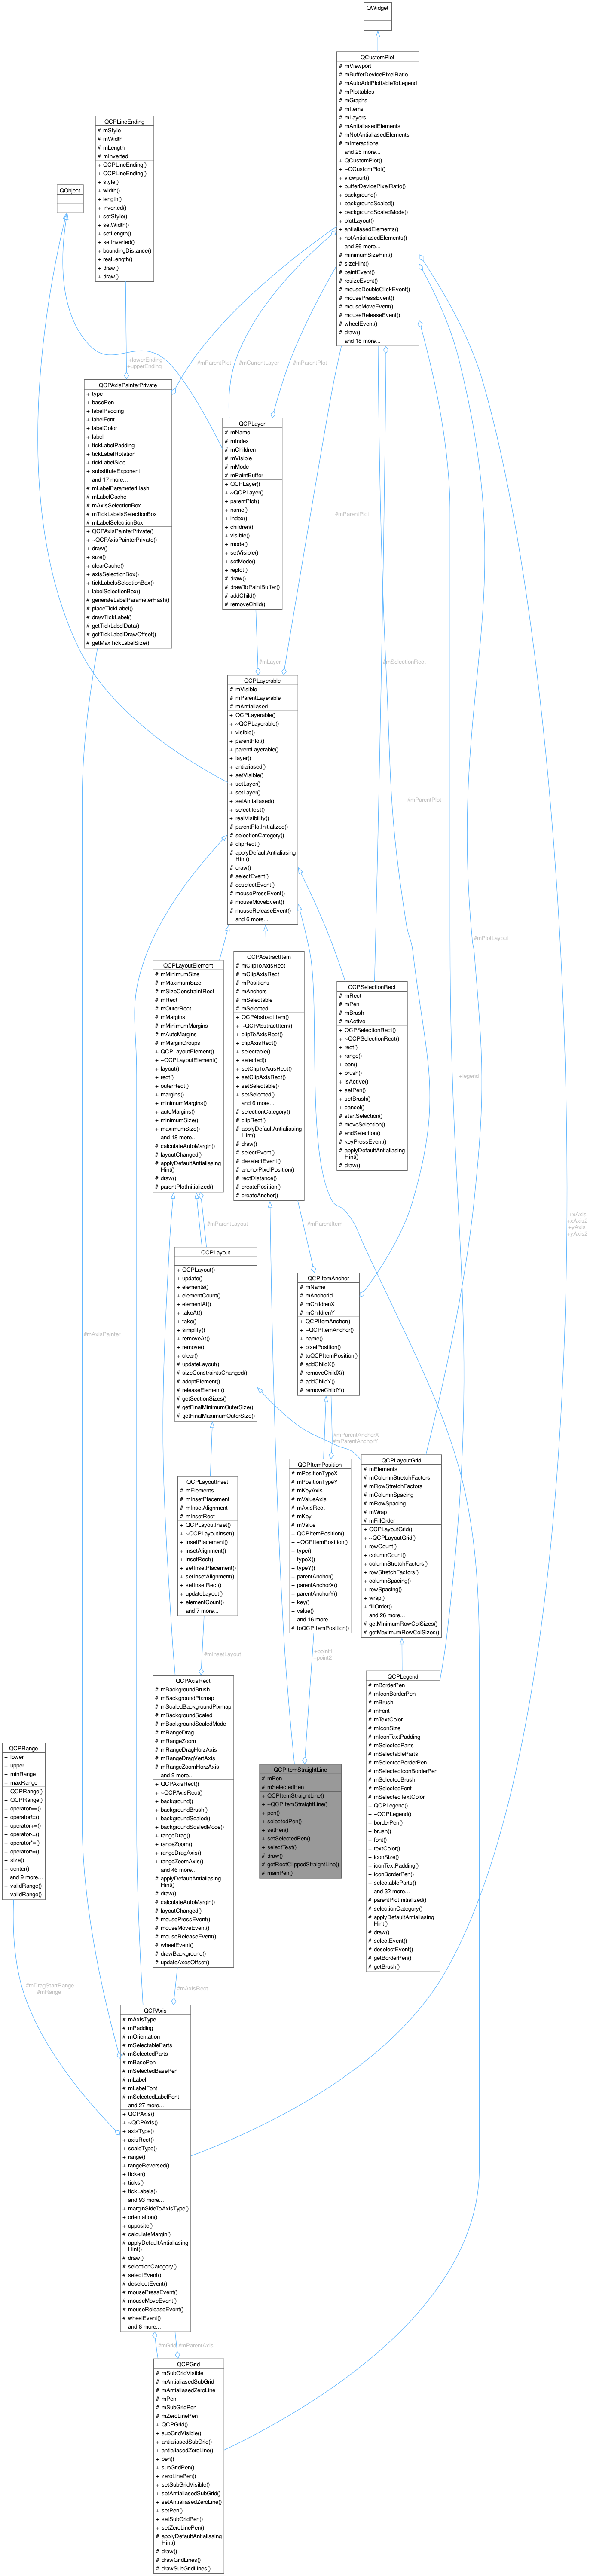 QWidget
QCustomPlot
# mViewport
# mBufferDevicePixelRatio
# mAutoAddPlottableToLegend
# mPlottables
# mGraphs
# mItems
# mLayers
# mAntialiasedElements
# mNotAntialiasedElements
# mInteractions
and 25 more...
+ QCustomPlot()
+ ~QCustomPlot()
+ viewport()
+ bufferDevicePixelRatio()
+ background()
+ backgroundScaled()
+ backgroundScaledMode()
+ plotLayout()
+ antialiasedElements()
+ notAntialiasedElements()
and 86 more...
# minimumSizeHint()
# sizeHint()
# paintEvent()
# resizeEvent()
# mouseDoubleClickEvent()
# mousePressEvent()
# mouseMoveEvent()
# mouseReleaseEvent()
# wheelEvent()
# draw()
and 18 more...
QCPLineEnding
# mStyle
# mWidth
# mLength
# mInverted
+ QCPLineEnding()
+ QCPLineEnding()
+ style()
+ width()
+ length()
+ inverted()
+ setStyle()
+ setWidth()
+ setLength()
+ setInverted()
+ boundingDistance()
+ realLength()
+ draw()
+ draw()
QObject
+lowerEnding
+upperEnding
#mParentPlot
#mCurrentLayer
#mParentPlot
QCPAxisPainterPrivate
+ type
+ basePen
+ labelPadding
+ labelFont
+ labelColor
+ label
+ tickLabelPadding
+ tickLabelRotation
+ tickLabelSide
+ substituteExponent
and 17 more...
# mLabelParameterHash
# mLabelCache
# mAxisSelectionBox
# mTickLabelsSelectionBox
# mLabelSelectionBox
+ QCPAxisPainterPrivate()
+ ~QCPAxisPainterPrivate()
+ draw()
+ size()
+ clearCache()
+ axisSelectionBox()
+ tickLabelsSelectionBox()
+ labelSelectionBox()
# generateLabelParameterHash()
# placeTickLabel()
# drawTickLabel()
# getTickLabelData()
# getTickLabelDrawOffset()
# getMaxTickLabelSize()
QCPLayer
# mName
# mIndex
# mChildren
# mVisible
# mMode
# mPaintBuffer
+ QCPLayer()
+ ~QCPLayer()
+ parentPlot()
+ name()
+ index()
+ children()
+ visible()
+ mode()
+ setVisible()
+ setMode()
+ replot()
# draw()
# drawToPaintBuffer()
# addChild()
# removeChild()
#mParentPlot
#mLayer
#mSelectionRect
QCPLayerable
# mVisible
# mParentLayerable
# mAntialiased
+ QCPLayerable()
+ ~QCPLayerable()
+ visible()
+ parentPlot()
+ parentLayerable()
+ layer()
+ antialiased()
+ setVisible()
+ setLayer()
+ setLayer()
+ setAntialiased()
+ selectTest()
+ realVisibility()
# parentPlotInitialized()
# selectionCategory()
# clipRect()
# applyDefaultAntialiasing
Hint()
# draw()
# selectEvent()
# deselectEvent()
# mousePressEvent()
# mouseMoveEvent()
# mouseReleaseEvent()
and 6 more...
#mParentPlot
#mPlotLayout
QCPLayoutElement
# mMinimumSize
# mMaximumSize
# mSizeConstraintRect
# mRect
# mOuterRect
# mMargins
# mMinimumMargins
# mAutoMargins
# mMarginGroups
+ QCPLayoutElement()
+ ~QCPLayoutElement()
+ layout()
+ rect()
+ outerRect()
+ margins()
+ minimumMargins()
+ autoMargins()
+ minimumSize()
+ maximumSize()
and 18 more...
# calculateAutoMargin()
# layoutChanged()
# applyDefaultAntialiasing
Hint()
# draw()
# parentPlotInitialized()
QCPAbstractItem
# mClipToAxisRect
# mClipAxisRect
# mPositions
# mAnchors
# mSelectable
# mSelected
+ QCPAbstractItem()
+ ~QCPAbstractItem()
+ clipToAxisRect()
+ clipAxisRect()
+ selectable()
+ selected()
+ setClipToAxisRect()
+ setClipAxisRect()
+ setSelectable()
+ setSelected()
and 6 more...
# selectionCategory()
# clipRect()
# applyDefaultAntialiasing
Hint()
# draw()
# selectEvent()
# deselectEvent()
# anchorPixelPosition()
# rectDistance()
# createPosition()
# createAnchor()
QCPSelectionRect
# mRect
# mPen
# mBrush
# mActive
+ QCPSelectionRect()
+ ~QCPSelectionRect()
+ rect()
+ range()
+ pen()
+ brush()
+ isActive()
+ setPen()
+ setBrush()
+ cancel()
# startSelection()
# moveSelection()
# endSelection()
# keyPressEvent()
# applyDefaultAntialiasing
Hint()
# draw()
+legend
+xAxis
+xAxis2
+yAxis
+yAxis2
#mParentLayout
#mParentItem
QCPLayout
+ QCPLayout()
+ update()
+ elements()
+ elementCount()
+ elementAt()
+ takeAt()
+ take()
+ simplify()
+ removeAt()
+ remove()
+ clear()
# updateLayout()
# sizeConstraintsChanged()
# adoptElement()
# releaseElement()
# getSectionSizes()
# getFinalMinimumOuterSize()
# getFinalMaximumOuterSize()
QCPItemAnchor
# mName
# mAnchorId
# mChildrenX
# mChildrenY
+ QCPItemAnchor()
+ ~QCPItemAnchor()
+ name()
+ pixelPosition()
# toQCPItemPosition()
# addChildX()
# removeChildX()
# addChildY()
# removeChildY()
#mAxisPainter
#mParentAnchorX
#mParentAnchorY
QCPLayoutInset
# mElements
# mInsetPlacement
# mInsetAlignment
# mInsetRect
+ QCPLayoutInset()
+ ~QCPLayoutInset()
+ insetPlacement()
+ insetAlignment()
+ insetRect()
+ setInsetPlacement()
+ setInsetAlignment()
+ setInsetRect()
+ updateLayout()
+ elementCount()
and 7 more...
QCPItemPosition
# mPositionTypeX
# mPositionTypeY
# mKeyAxis
# mValueAxis
# mAxisRect
# mKey
# mValue
+ QCPItemPosition()
+ ~QCPItemPosition()
+ type()
+ typeX()
+ typeY()
+ parentAnchor()
+ parentAnchorX()
+ parentAnchorY()
+ key()
+ value()
and 16 more...
# toQCPItemPosition()
QCPLayoutGrid
# mElements
# mColumnStretchFactors
# mRowStretchFactors
# mColumnSpacing
# mRowSpacing
# mWrap
# mFillOrder
+ QCPLayoutGrid()
+ ~QCPLayoutGrid()
+ rowCount()
+ columnCount()
+ columnStretchFactors()
+ rowStretchFactors()
+ columnSpacing()
+ rowSpacing()
+ wrap()
+ fillOrder()
and 26 more...
# getMinimumRowColSizes()
# getMaximumRowColSizes()
#mInsetLayout
+point1
+point2
QCPAxisRect
# mBackgroundBrush
# mBackgroundPixmap
# mScaledBackgroundPixmap
# mBackgroundScaled
# mBackgroundScaledMode
# mRangeDrag
# mRangeZoom
# mRangeDragHorzAxis
# mRangeDragVertAxis
# mRangeZoomHorzAxis
and 9 more...
+ QCPAxisRect()
+ ~QCPAxisRect()
+ background()
+ backgroundBrush()
+ backgroundScaled()
+ backgroundScaledMode()
+ rangeDrag()
+ rangeZoom()
+ rangeDragAxis()
+ rangeZoomAxis()
and 46 more...
# applyDefaultAntialiasing
Hint()
# draw()
# calculateAutoMargin()
# layoutChanged()
# mousePressEvent()
# mouseMoveEvent()
# mouseReleaseEvent()
# wheelEvent()
# drawBackground()
# updateAxesOffset()
QCPLegend
# mBorderPen
# mIconBorderPen
# mBrush
# mFont
# mTextColor
# mIconSize
# mIconTextPadding
# mSelectedParts
# mSelectableParts
# mSelectedBorderPen
# mSelectedIconBorderPen
# mSelectedBrush
# mSelectedFont
# mSelectedTextColor
+ QCPLegend()
+ ~QCPLegend()
+ borderPen()
+ brush()
+ font()
+ textColor()
+ iconSize()
+ iconTextPadding()
+ iconBorderPen()
+ selectableParts()
and 32 more...
# parentPlotInitialized()
# selectionCategory()
# applyDefaultAntialiasing
Hint()
# draw()
# selectEvent()
# deselectEvent()
# getBorderPen()
# getBrush()
QCPRange
+ lower
+ upper
+ minRange
+ maxRange
+ QCPRange()
+ QCPRange()
+ operator==()
+ operator!=()
+ operator+=()
+ operator-=()
+ operator*=()
+ operator/=()
+ size()
+ center()
and 9 more...
+ validRange()
+ validRange()
QCPItemStraightLine
# mPen
# mSelectedPen
+ QCPItemStraightLine()
+ ~QCPItemStraightLine()
+ pen()
+ selectedPen()
+ setPen()
+ setSelectedPen()
+ selectTest()
# draw()
# getRectClippedStraightLine()
# mainPen()
#mDragStartRange
#mRange
#mAxisRect
QCPAxis
# mAxisType
# mPadding
# mOrientation
# mSelectableParts
# mSelectedParts
# mBasePen
# mSelectedBasePen
# mLabel
# mLabelFont
# mSelectedLabelFont
and 27 more...
+ QCPAxis()
+ ~QCPAxis()
+ axisType()
+ axisRect()
+ scaleType()
+ range()
+ rangeReversed()
+ ticker()
+ ticks()
+ tickLabels()
and 93 more...
+ marginSideToAxisType()
+ orientation()
+ opposite()
# calculateMargin()
# applyDefaultAntialiasing
Hint()
# draw()
# selectionCategory()
# selectEvent()
# deselectEvent()
# mousePressEvent()
# mouseMoveEvent()
# mouseReleaseEvent()
# wheelEvent()
and 8 more...
#mGrid
#mParentAxis
QCPGrid
# mSubGridVisible
# mAntialiasedSubGrid
# mAntialiasedZeroLine
# mPen
# mSubGridPen
# mZeroLinePen
+ QCPGrid()
+ subGridVisible()
+ antialiasedSubGrid()
+ antialiasedZeroLine()
+ pen()
+ subGridPen()
+ zeroLinePen()
+ setSubGridVisible()
+ setAntialiasedSubGrid()
+ setAntialiasedZeroLine()
+ setPen()
+ setSubGridPen()
+ setZeroLinePen()
# applyDefaultAntialiasing
Hint()
# draw()
# drawGridLines()
# drawSubGridLines()